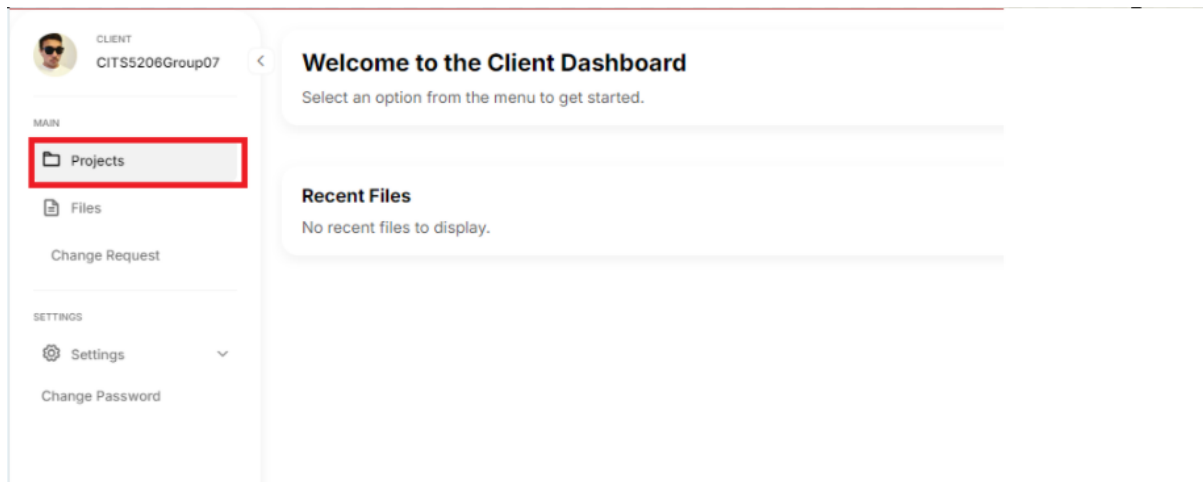 CLIENT
CITS5206Group07
MAIN
Projects
Files
Change Request
SETTINGS
Settings
Change Password
Welcome to the Client Dashboard
Select an option from the menu to get started.
Recent Files
No recent files to display.